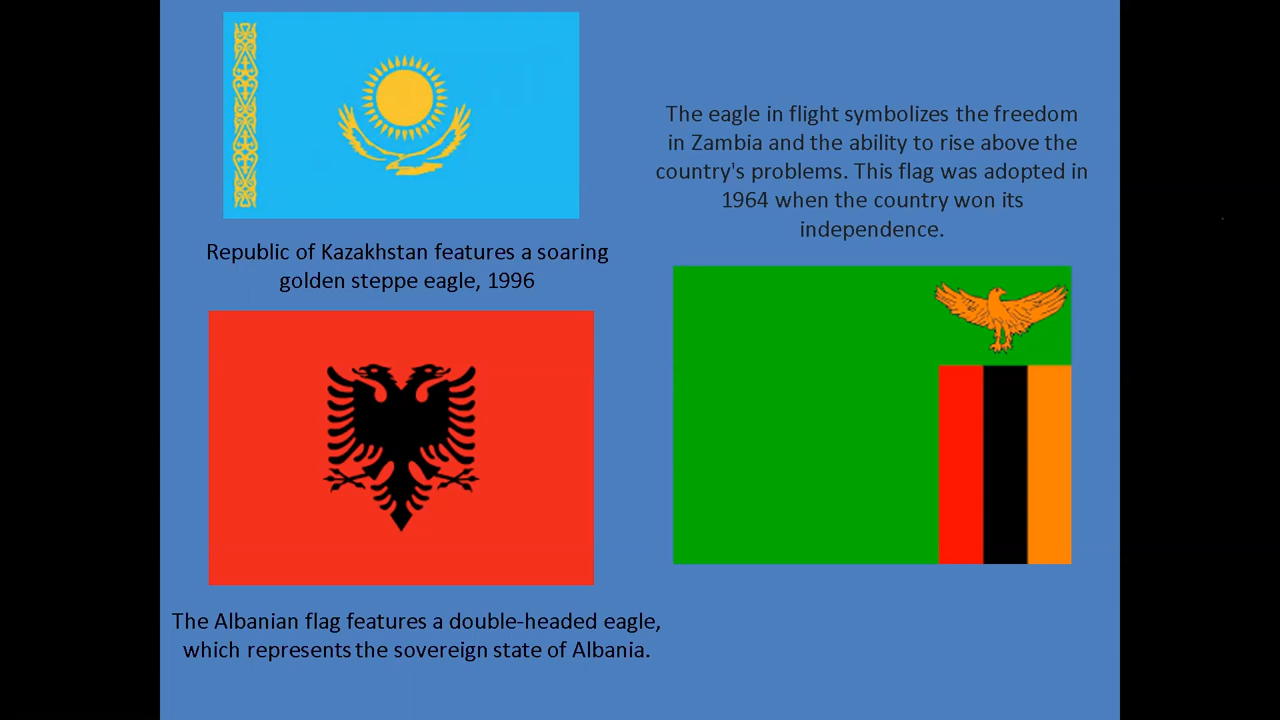 Republic of Kazakhstan features a soaring
golden steppe eagle, 1996
The Albanian flag features a double-headed eagle,
which represents the sovereign state of Albania.
The eagle in flight symbolizes the freedom
in Zambia and the ability to rise above the
country's problems. This flag was adopted in
1964 when the country won its
independence.